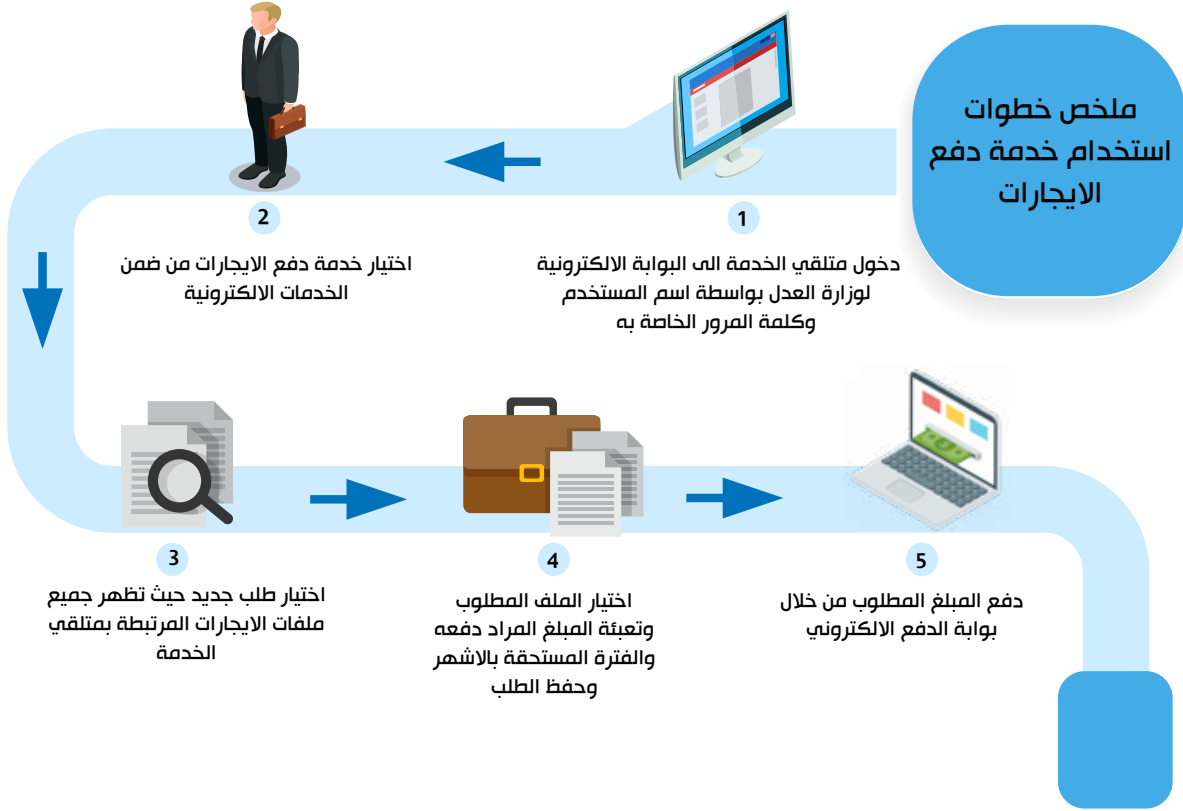 ملخص خطوات
استخدام خدمة دفع
الايجارات
1
دخول متلقي الخدمة الى البوابة الالكترونية
لوزارة العدل بواسطة اسم المستخدم
وكلمة المرور الخاصة به
2
اختيار خدمة دفع الايجارات من ضمن
الخدمات الالكترونية
3
اختيار طلب جديد حيث تظهر جميع
ملفات الايجارات المرتبطة بمتلقي
الخدمة
4
اختيار الملف المطلوب
وتعبئة المبلغ المراد دفعه
والفترة المستحقة بالاشهر
وحفظ الطلب
5
دفع المبلغ المطلوب من خلال
بوابة الدفع الالكتروني